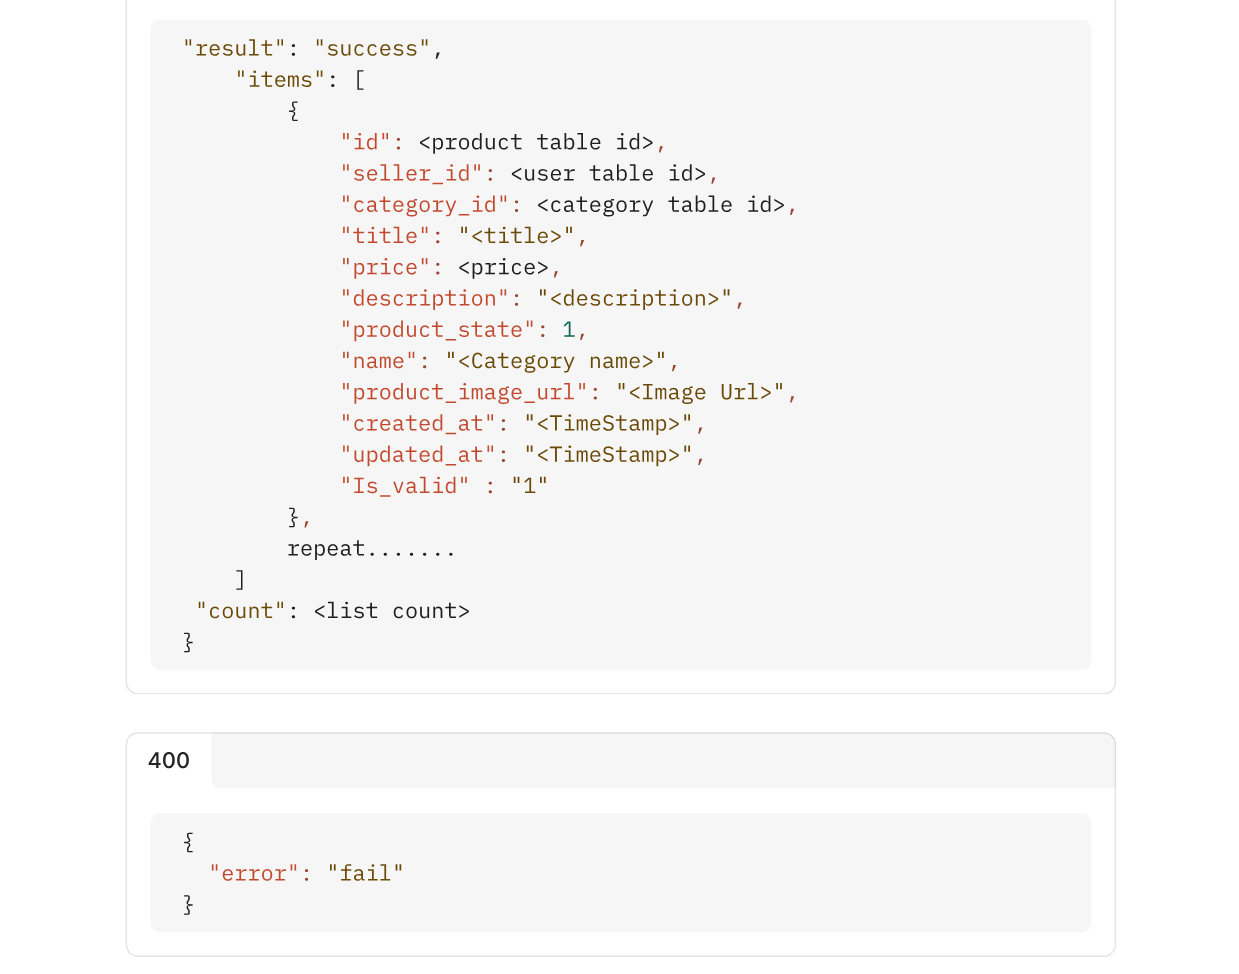 "result": "success",
"items": [
{
"id": <product table id>,
"seller_id": <user table id>,
"category_id": <category table id>,
"title": "<title>",
"price": <price>,
"description": "<description>",
"product_state": 1,
"name": "<Category name>",
"product_image_url": "<Image Url>",
"created_at": "<TimeStamp>",
"updated_at": "<TimeStamp>",
"Is_valid" : "1"
},
repeat.......
]
"count": <list count>
}
400
{
"error": "fail"
}